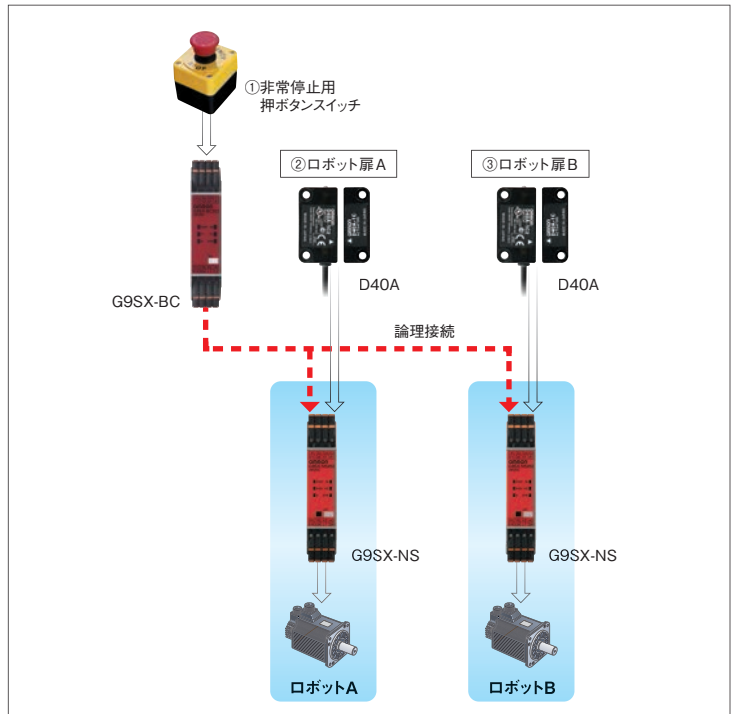 ①非常停止用
押ボタンスイッチ
②ロボット扉A
③ロボット扉B
D40A
D40A
G9SX-BC
論理接続
G9SX-NS
G9SX-NS
ロボットA
ロボットB